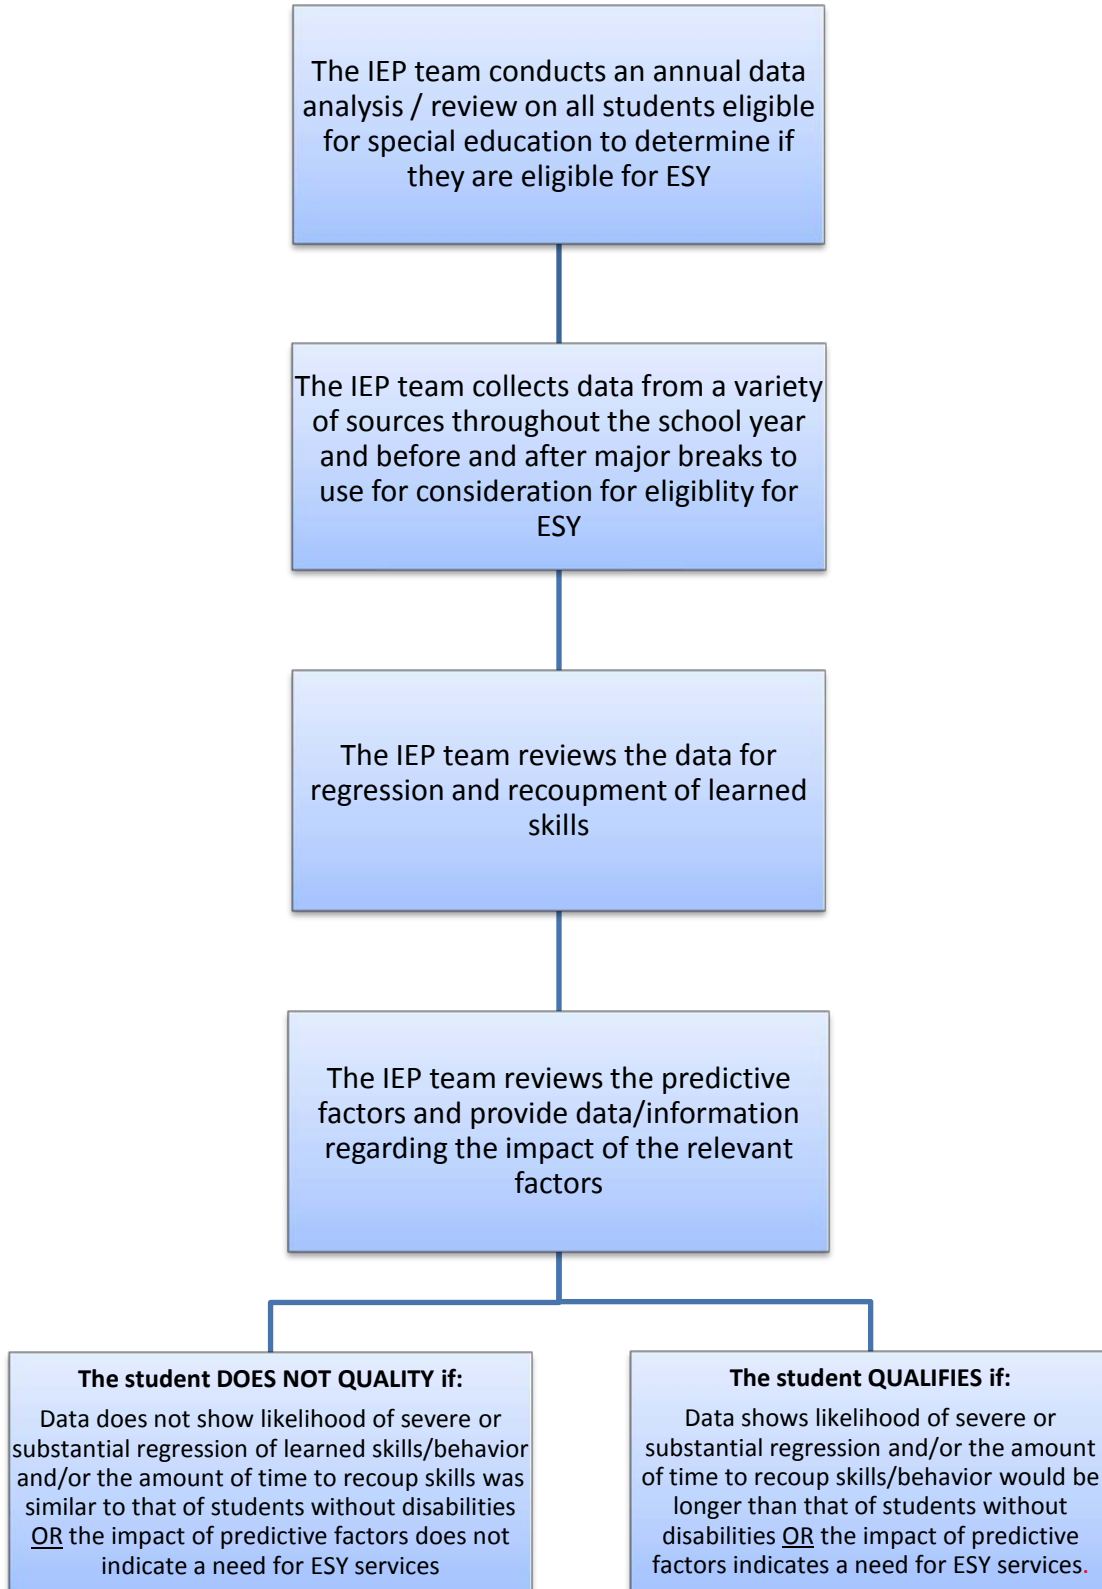 The IEP team conducts an annual data
analysis / review on all students eligible
for special education to determine if
they are eligible for ESY
The IEP team collects data from a variety
of sources throughout the school year
and before and after major breaks to
use for consideration for eligiblity for
ESY
The IEP team reviews the data for
regression and recoupment of learned
skills
The IEP team reviews the predictive
factors and provide data/information
regarding the impact of the relevant
factors
The student DOES NOT QUALITY if:
Data does not show likelihood of severe or
substantial regression of learned skills/behavior
and/or the amount of time to recoup skills was
similar to that of students without disabilities
OR the impact of predictive factors does not
indicate a need for ESY services
The student QUALIFIES if:
Data shows likelihood of severe or
substantial regression and/or the amount
of time to recoup skills/behavior would be
longer than that of students without
disabilities OR the impact of predictive
factors indicates a need for ESY services.